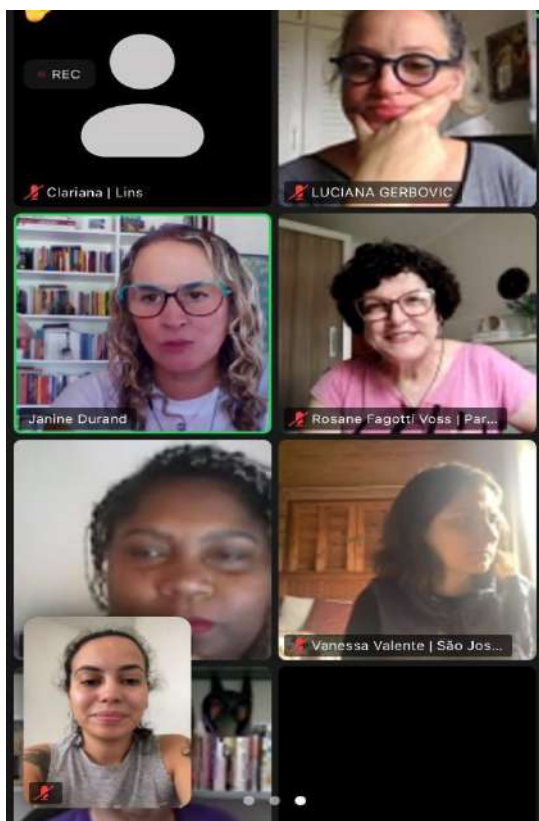 REC
Clariana | Lins
LUCIANA GERBOVIC
Janine Durand
Rosane Fagotti Voss | Par...
Vanessa Valente | São Jos...